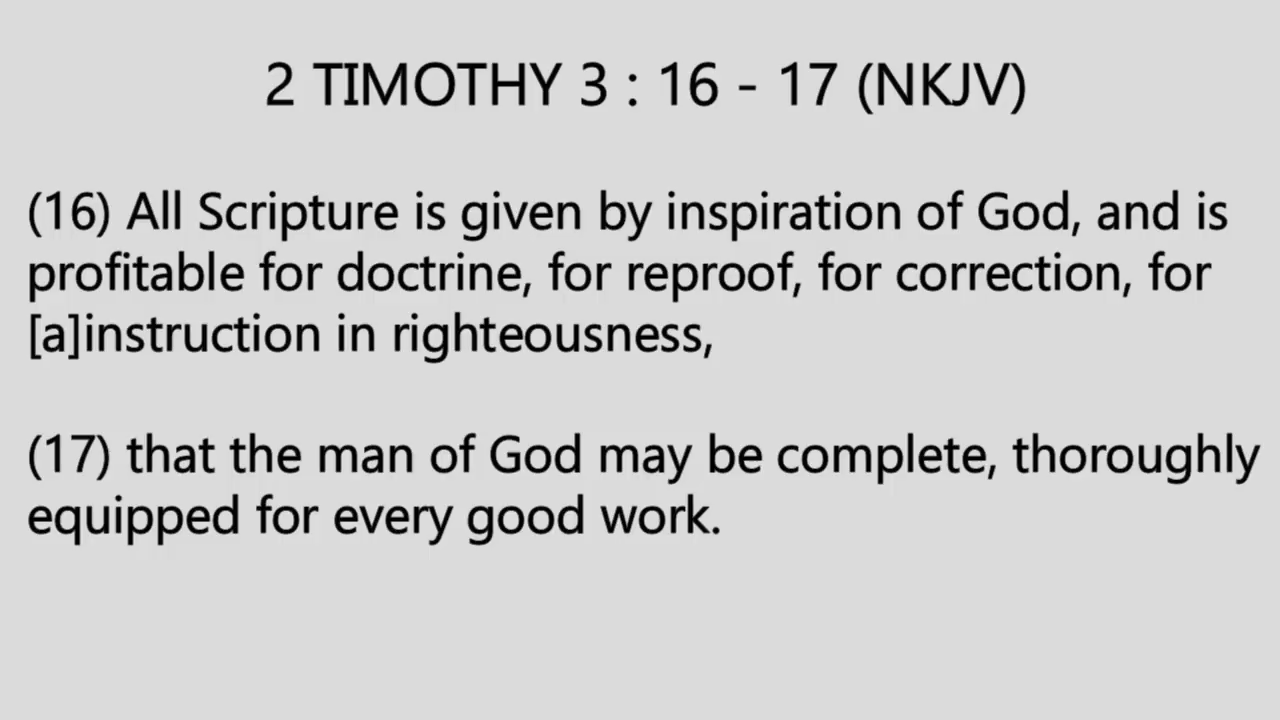 2 TIMOTHY 3 : 16 - 17 (NKJV)
(16) All Scripture is given by inspiration of God, and is
profitable for doctrine, for reproof, for correction, for
[a]instruction in righteousness,
(17) that the man of God may be complete, thoroughly
equipped for every good work.